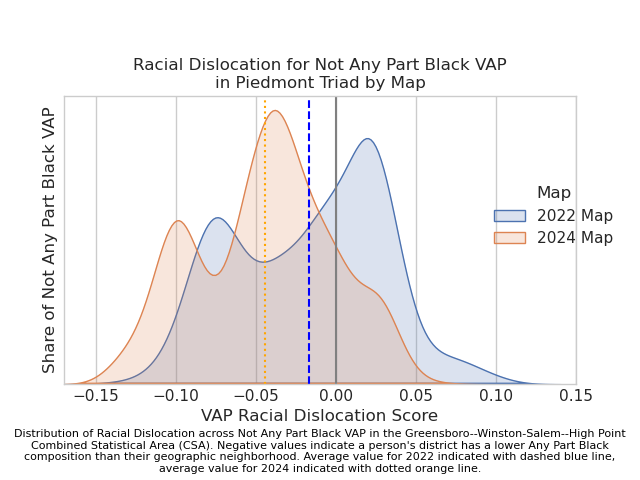 Racial Dislocation for Not Any Part Black VAP
in Piedmont Triad by Map
Share of Not Any Part Black VAP
Map
2022 Map
2024 Map
−0.15 −0.10 −0.05 0.00 0.05 0.10 0.15
VAP Racial Dislocation Score
Distribution of Racial Dislocation across Not Any Part Black VAP in the Greensboro--Winston-Salem--High Point
Combined Statistical Area (CSA). Negative values indicate a person's district has a lower Any Part Black
composition than their geographic neighborhood. Average value for 2022 indicated with dashed blue line,
average value for 2024 indicated with dotted orange line.